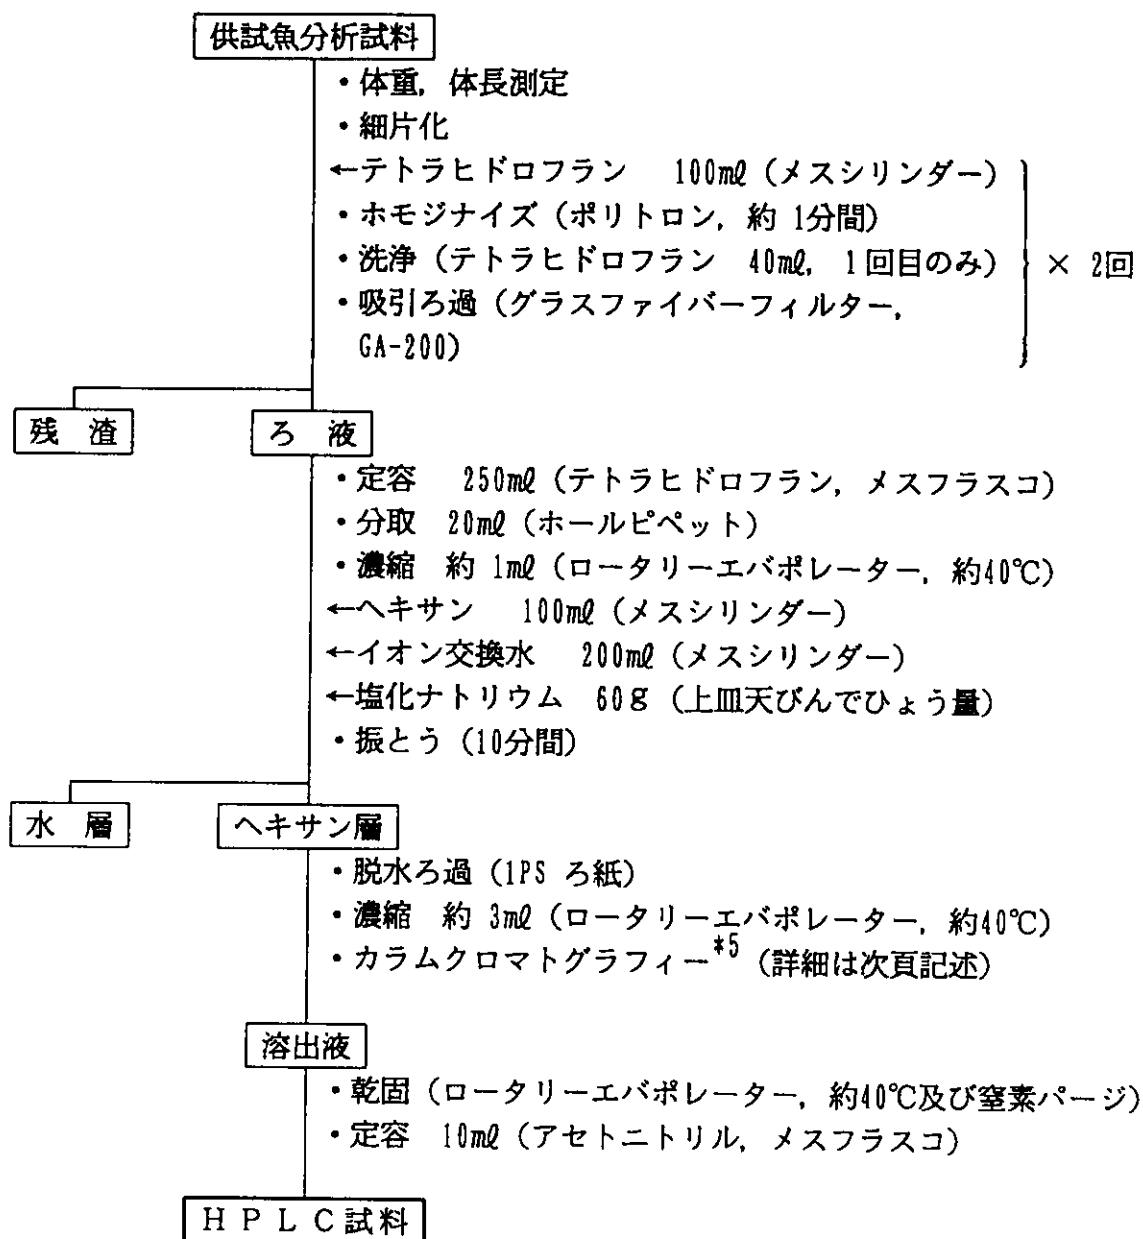 供試魚分析試料
・体重，体長測定
・細片化
←テトラヒドロフラン　100mℓ（メスシリンダー）
・ホモジナイズ（ポリトロン，約 1分間）
・洗浄（テトラヒドロフラン　40mℓ，1回目のみ）
× 2回
・吸引ろ過（グラスファイバーフィルター，
GA-200）
残　渣
ろ　液
・定容　250mℓ（テトラヒドロフラン，メスフラスコ）
・分取　20mℓ（ホールピペット）
・濃縮　約 1mℓ（ロータリーエバポレーター，約40℃）
←ヘキサン　100mℓ（メスシリンダー）
←イオン交換水　200mℓ（メスシリンダー）
←塩化ナトリウム　60g（上皿天びんでひょう量）
・振とう（10分間）
水　層
ヘキサン層
・脱水ろ過（1PS ろ紙）
・濃縮　約 3mℓ（ロータリーエバポレーター，約40℃）
・カラムクロマトグラフィー*5（詳細は次頁記述）
溶出液
・乾固（ロータリーエバポレーター，約40℃及び窒素パージ）
・定容　10mℓ（アセトニトリル，メスフラスコ）
ＨＰＬＣ試料